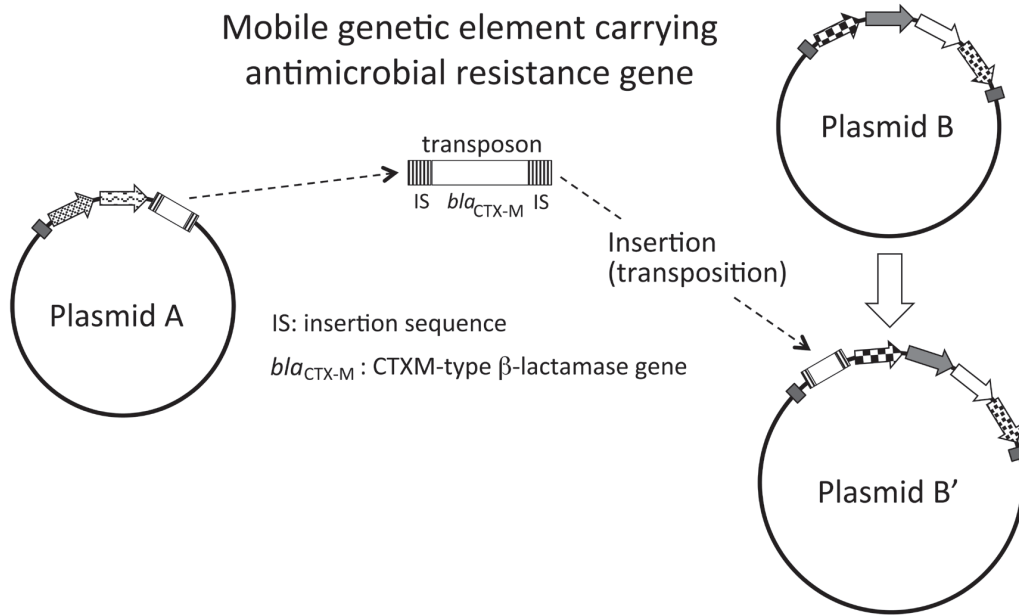 Mobile genetic element carrying
antimicrobial resistance gene
Plasmid B
transposon
IS blaCTX-M IS
Insertion
(transposition)
Plasmid A
IS: insertion sequence
blaCTX-M : CTXM-type β-lactamase gene
Plasmid B’